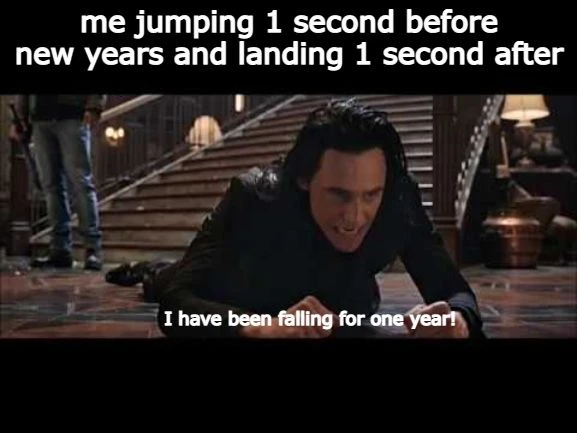 me jumping 1 second before
new years and landing 1 second after
I have been falling for one year!